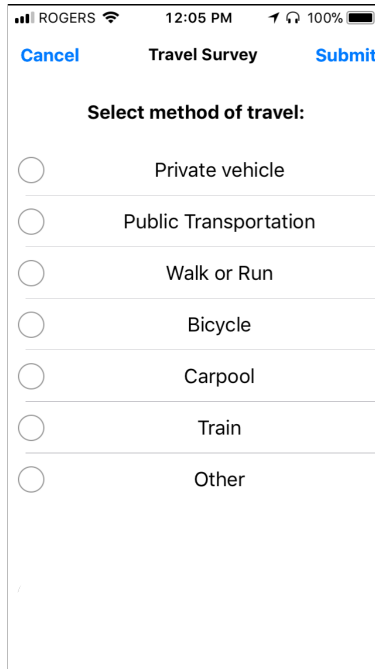 ROGERS 12:05 PM 100%
Cancel Travel Survey Submit
Select method of travel:
Private vehicle
Public Transportation
Walk or Run
Bicycle
Carpool
Train
Other